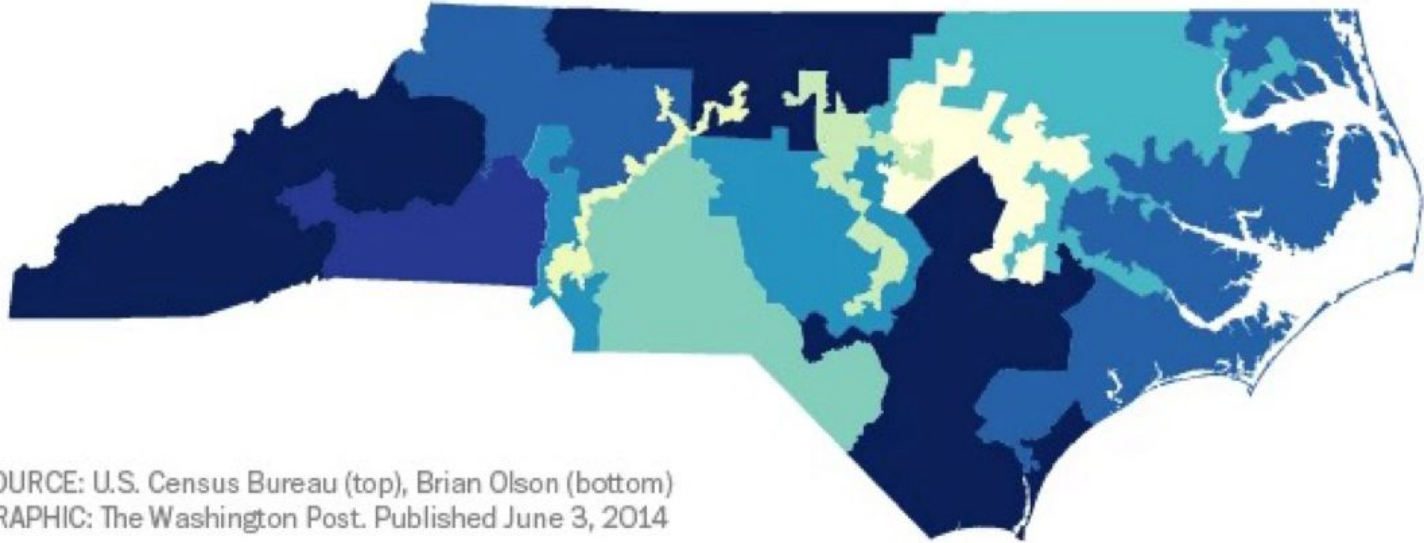 OURCE: U.S. Census Bureau (top), Brian Olson (bottom)
RAPHIC: The Washington Post. Published June 3, 2014